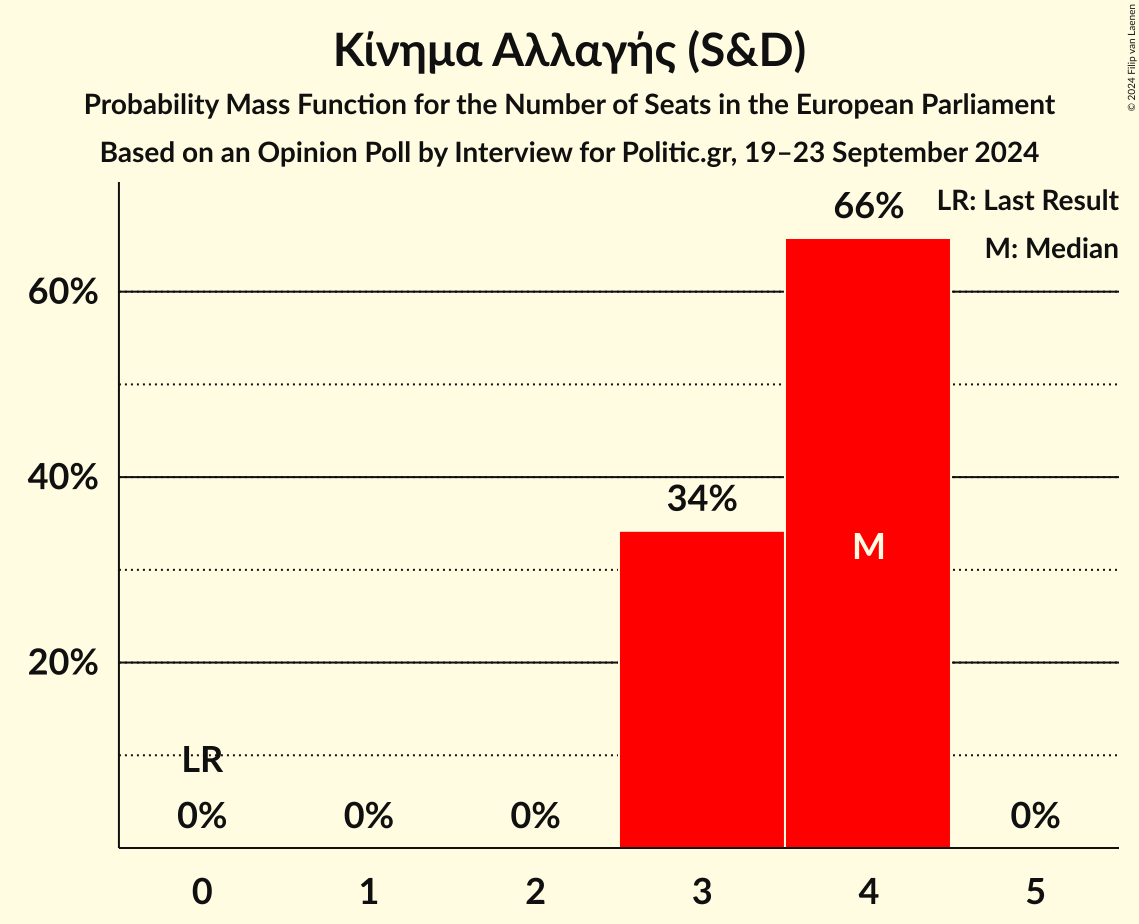 Κίνημα Αλλαγής (S&D)
Probability Mass Function for the Number of Seats in the European Parliament
Based on an Opinion Poll by Interview for Politic.gr, 19–23 September 2024
© 2024 Filip van Laenen
LR: Last Result
M: Median
66%
60%
40%
34%
M
20%
LR
0% 0% 0% 0%
0 1 2 3 4 5